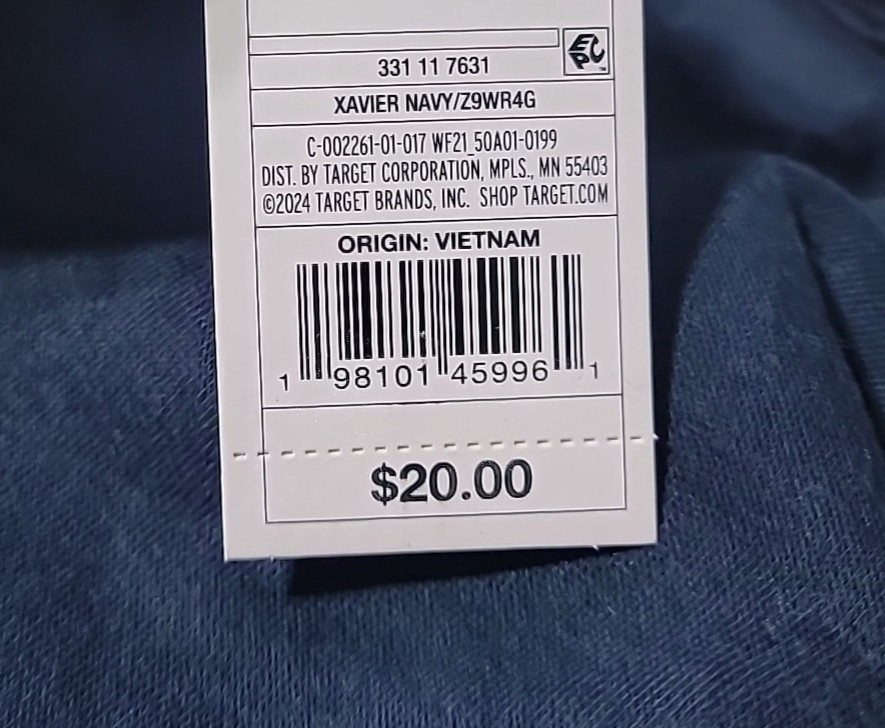 EPC
331 11 7631
XAVIER NAVY/Z9WR4G
C-002261-01-017 WF21_50A01-0199
DIST. BY TARGET CORPORATION, MPLS., MN 55403
©2024 TARGET BRANDS, INC. SHOP TARGET.COM
ORIGIN: VIETNAM
1 98101 45996 1
$20.00